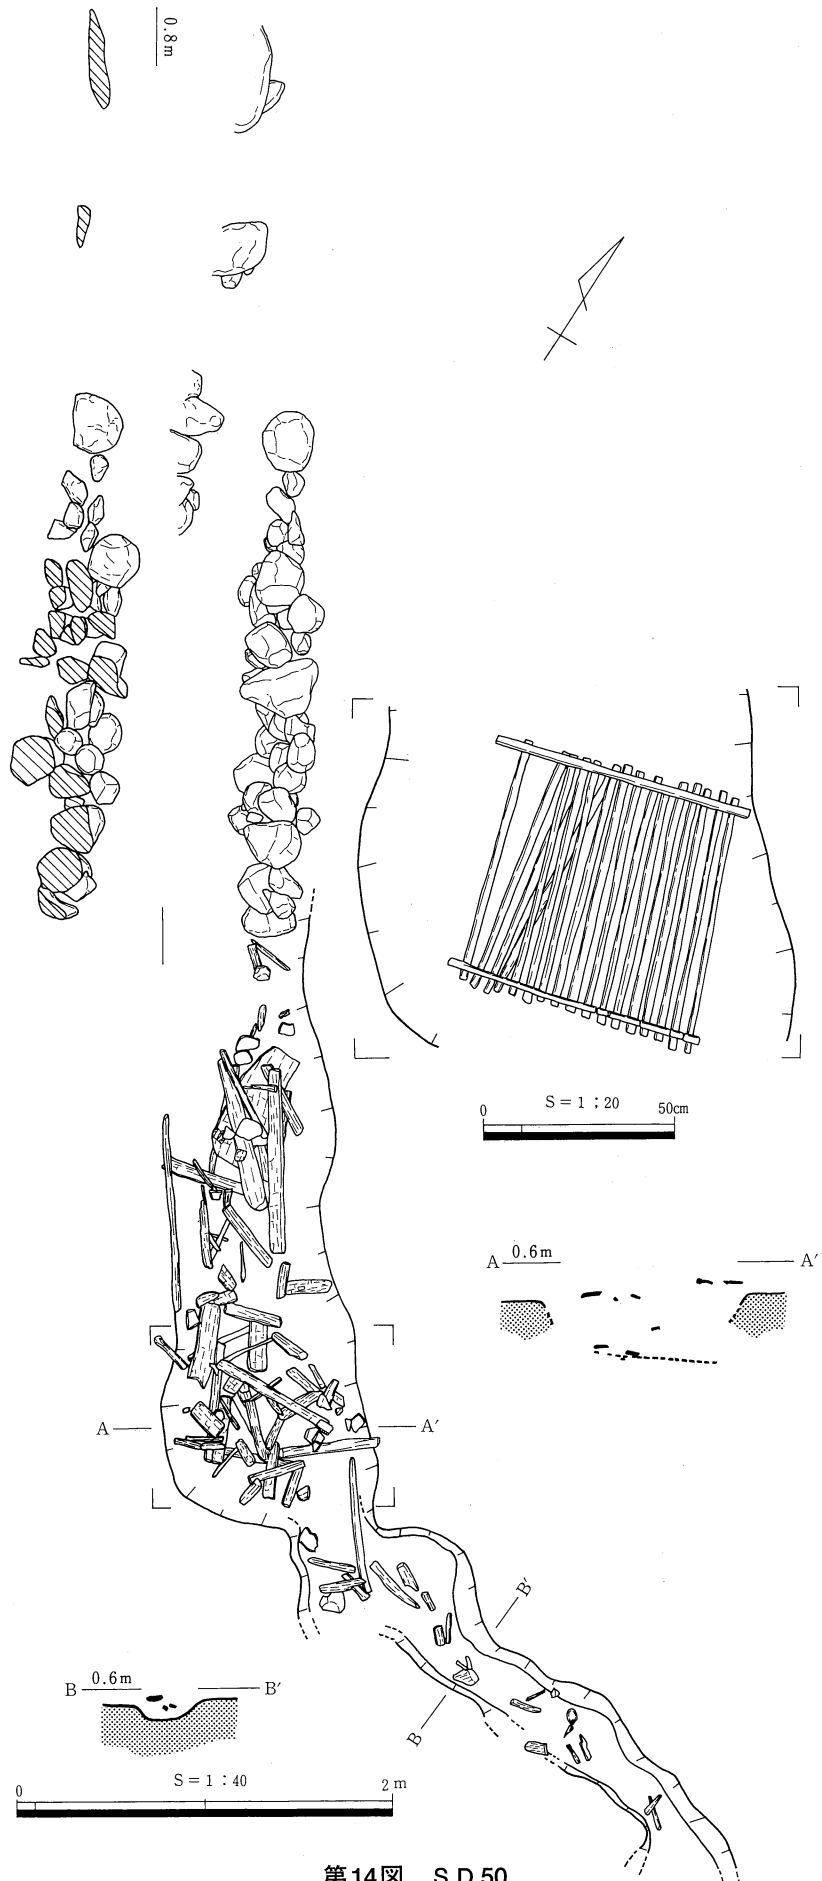 0.8m
S=1:20
0 50cm
A 0.6m A′
A A′
B′
B
B 0.6m B′
S=1:40
0 2m
第14図 SD50